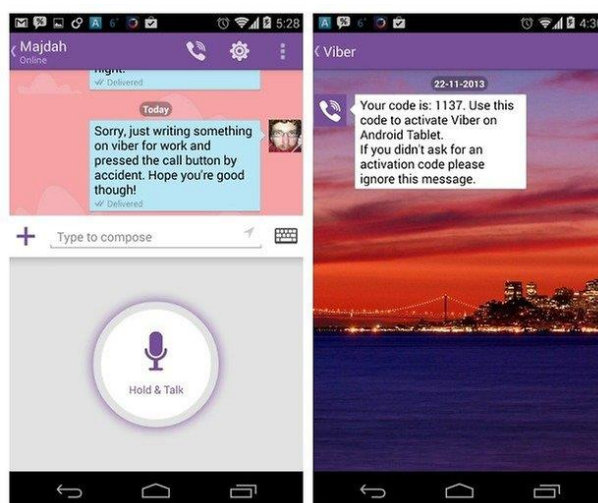 6°
5:28
Majdah
Online
night!
Delivered
Today
Sorry, just writing something
on viber for work and
pressed the call button by
accident. Hope you're good
though!
Delivered
Type to compose
Hold & Talk
6°
4:30
Viber
22-11-2013
Your code is: 1137. Use this
code to activate Viber on
Android Tablet.
If you didn't ask for an
activation code please
ignore this message.